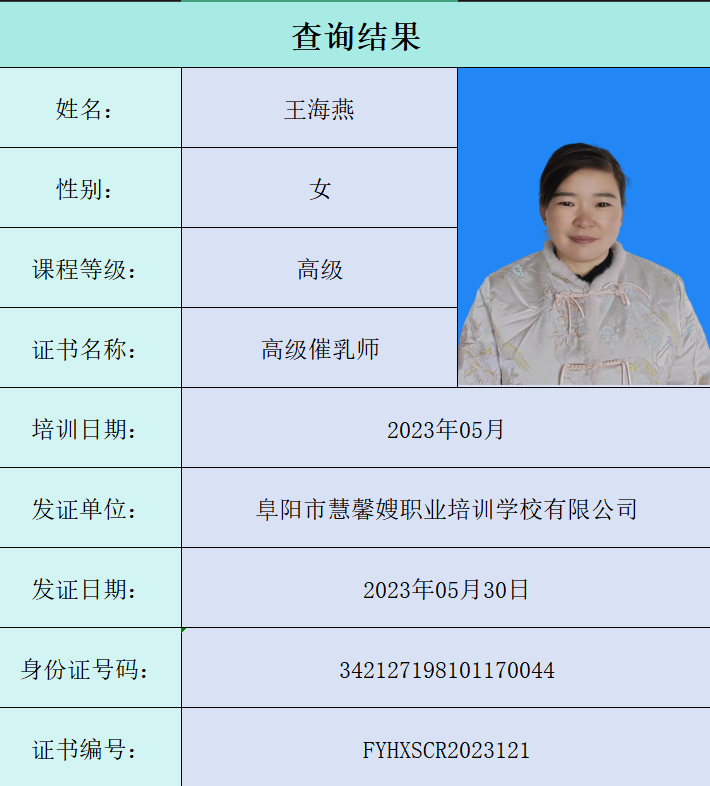 查询结果
姓名： 王海燕
性别： 女
课程等级： 高级
证书名称： 高级催乳师
培训日期： 2023年05月
发证单位： 阜阳市慧馨嫂职业培训学校有限公司
发证日期： 2023年05月30日
身份证号码： 342127198101170044
证书编号： FYHXSCR2023121